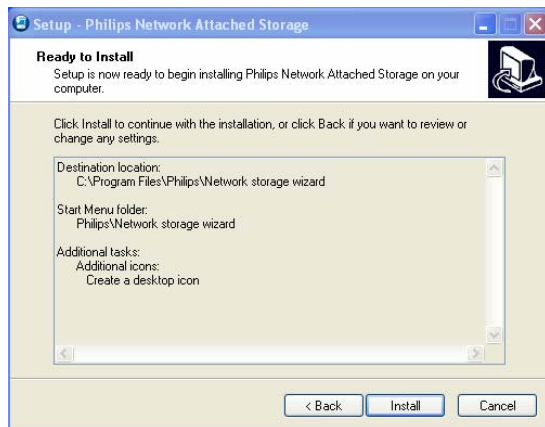 Setup - Philips Network Attached Storage
Ready to Install
Setup is now ready to begin installing Philips Network Attached Storage on your
computer.
Click Install to continue with the installation, or click Back if you want to review or
change any settings.
Destination location:
C:\Program Files\Philips\Network storage wizard
Start Menu folder:
Philips\Network storage wizard
Additional tasks:
Additional icons:
Create a desktop icon
< Back
Install
Cancel